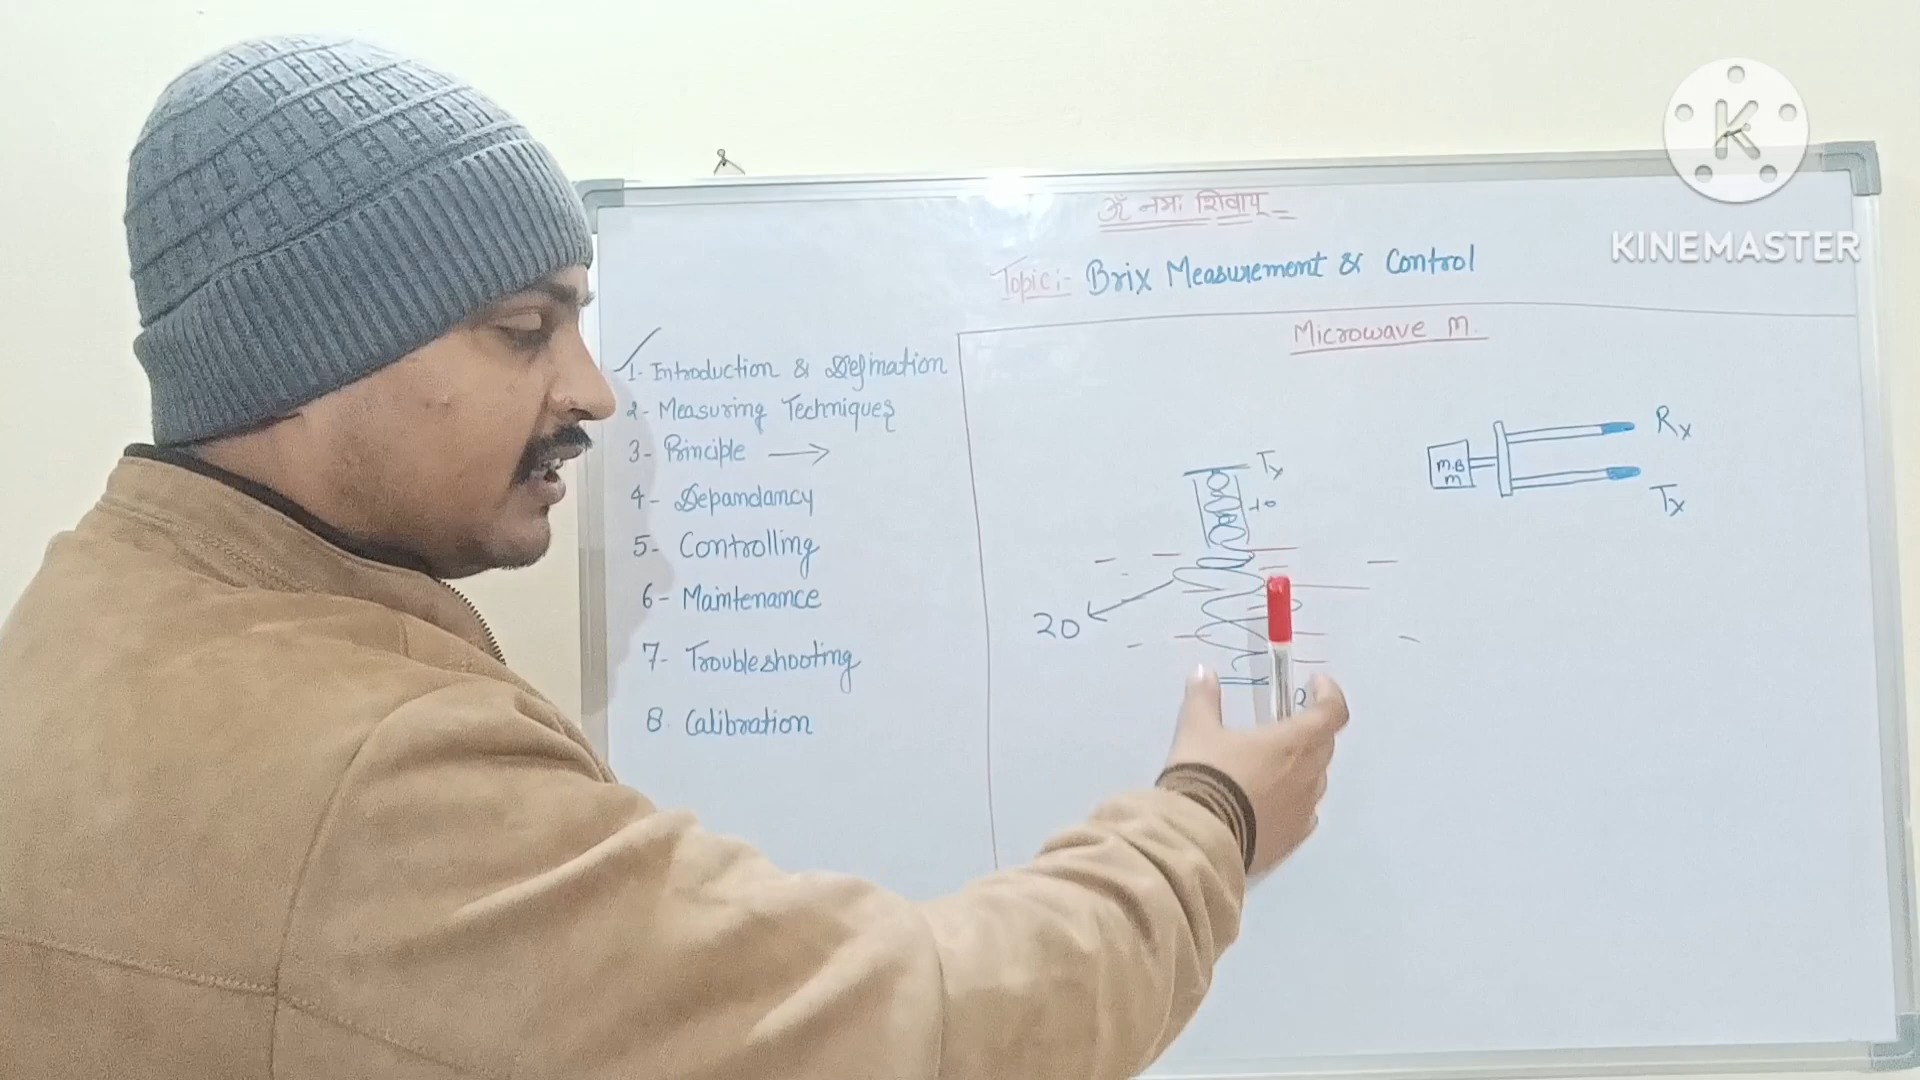 ॐ नमः शिवाय
Topic:- Brix Measurement & Control
Microwave M.
1- Introduction & Defination
2- Measuring Techniques
3- Principle →
4- Depandancy
5- Controlling
6- Maintenance
7- Troubleshooting
8. Calibration
Tx
10
20
M.B
m
Rx
Tx
K
KINEMASTER